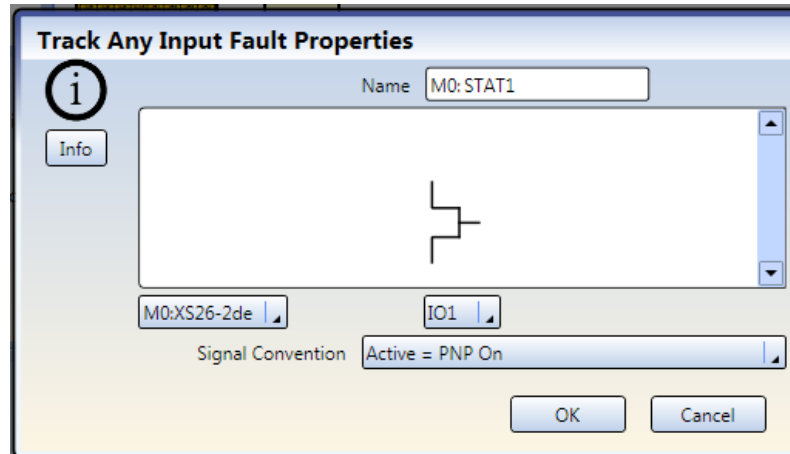 Track Any Input Fault Properties
i
Name M0: STAT1
Info
M0:XS26-2de IO1
Signal Convention Active = PNP On
OK Cancel